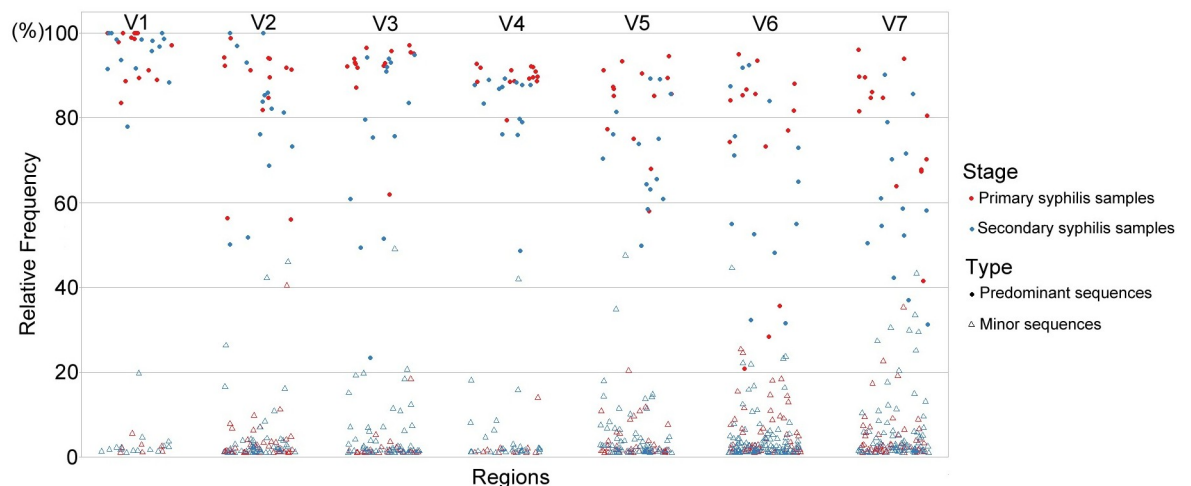 V1 V2 V3 V4 V5 V6 V7
(%)100
80
60
40
20
0
Relative Frequency
Regions
Stage
Primary syphilis samples
Secondary syphilis samples
Type
Predominant sequences
Minor sequences